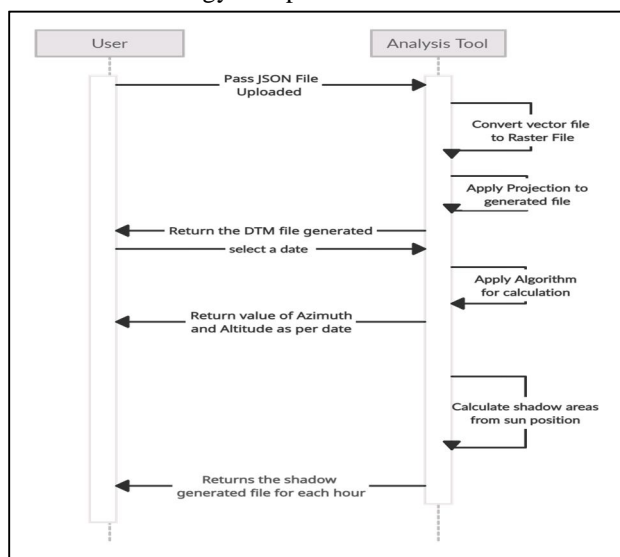 User
Analysis Tool
Pass JSON File
Uploaded
Convert vector file
to Raster File
Apply Projection to
generated file
Return the DTM file generated
select a date
Apply Algorithm
for calculation
Return value of Azimuth
and Altitude as per date
Calculate shadow areas
from sun position
Returns the shadow
generated file for each hour